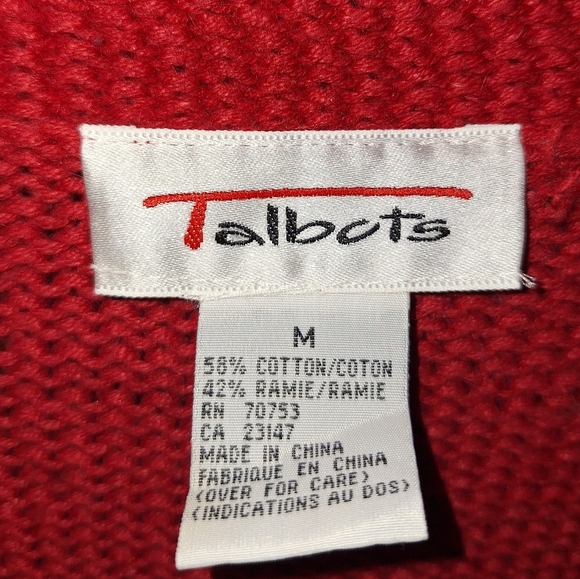 Talbots
M
58% COTTON/COTON
42% RAMIE/RAMIE
RN 70753
CA 23147
MADE IN CHINA
FABRIQUE EN CHINA
(OVER FOR CARE)
(INDICATIONS AU DOS)